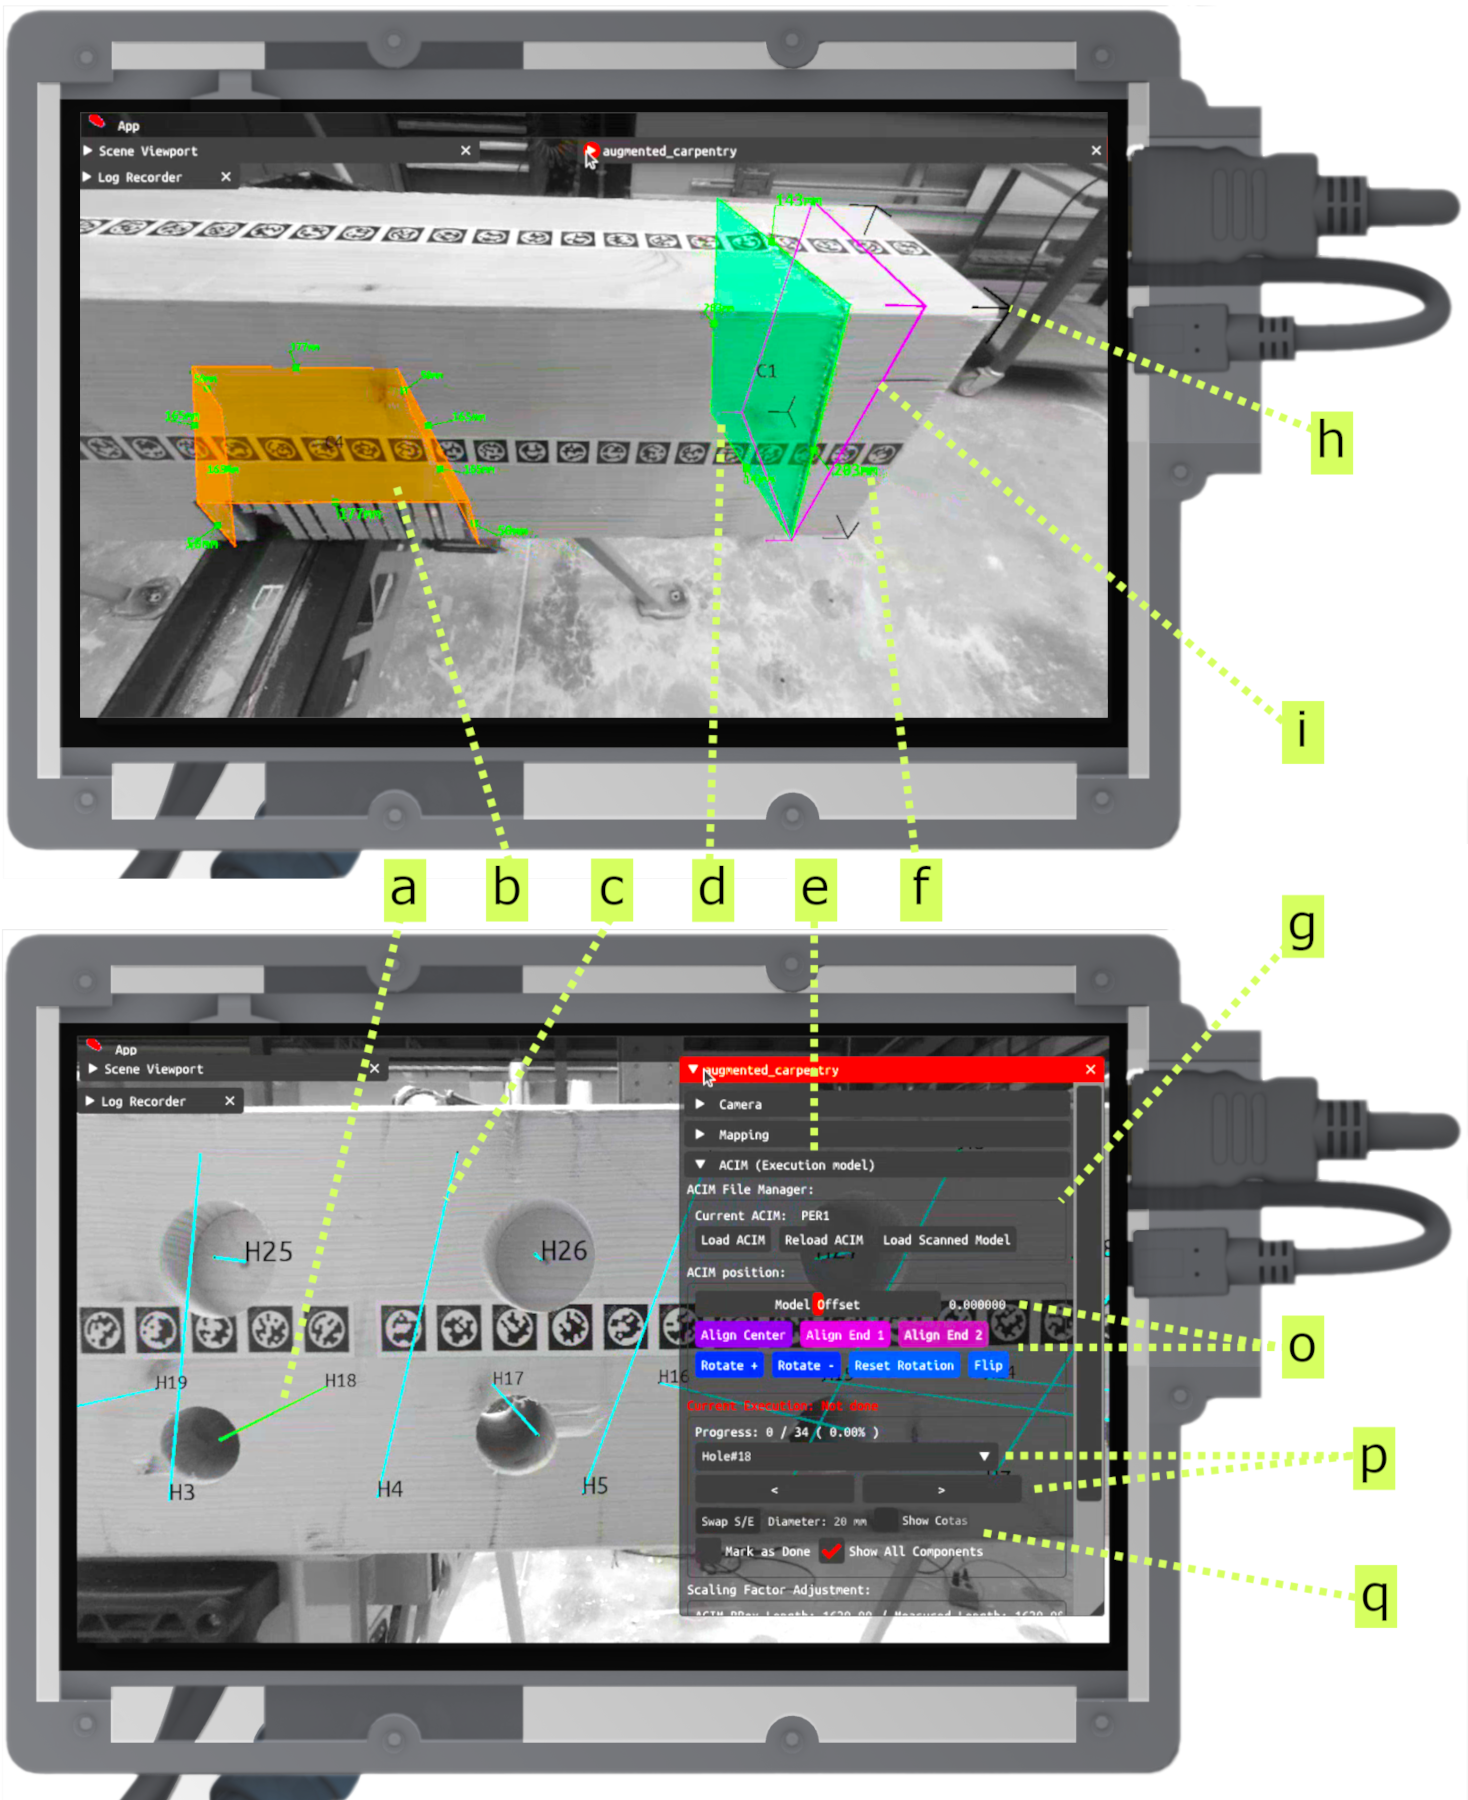 App
Scene Viewport
augmented_carpentry
Log Recorder
143mm
203mm
C1
177mm
C4
203mm
177mm
h
i
a
b
c
d
e
f
g
App
Scene Viewport
augmented_carpentry
Log Recorder
Camera
Mapping
ACIM (Execution model)
ACIM File Manager:
Current ACIM: PER1
Load ACIM Reload ACIM Load Scanned Model
H25
H26
ACIM position:
Model Offset 0.000000
Align Center Align End 1 Align End 2
Rotate + Rotate - Reset Rotation Flip
o
H19
H18
H17
H16
Current Execution: Not done
Progress: 0 / 34 ( 0.00% )
Hole#18
p
< >
H3
H4
H5
Swap S/E Diameter: 20 mm Show Cotas
Mark as Done Show All Components
q
Scaling Factor Adjustment: